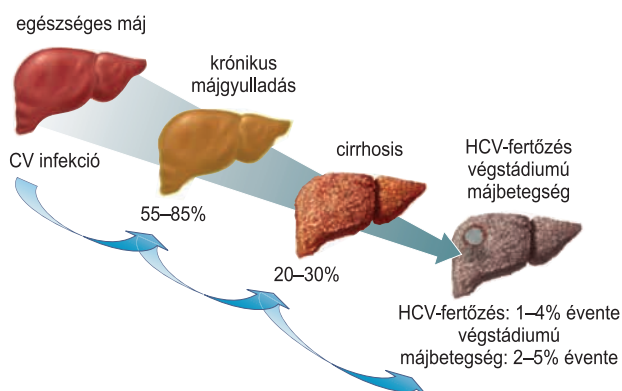 egészséges máj
krónikus
májgyulladás
cirrhosis
HCV-fertőzés
végstádiumú
májbetegség
CV infekció
55–85%
20–30%
HCV-fertőzés: 1–4% évente
végstádiumú
májbetegség: 2–5% évente